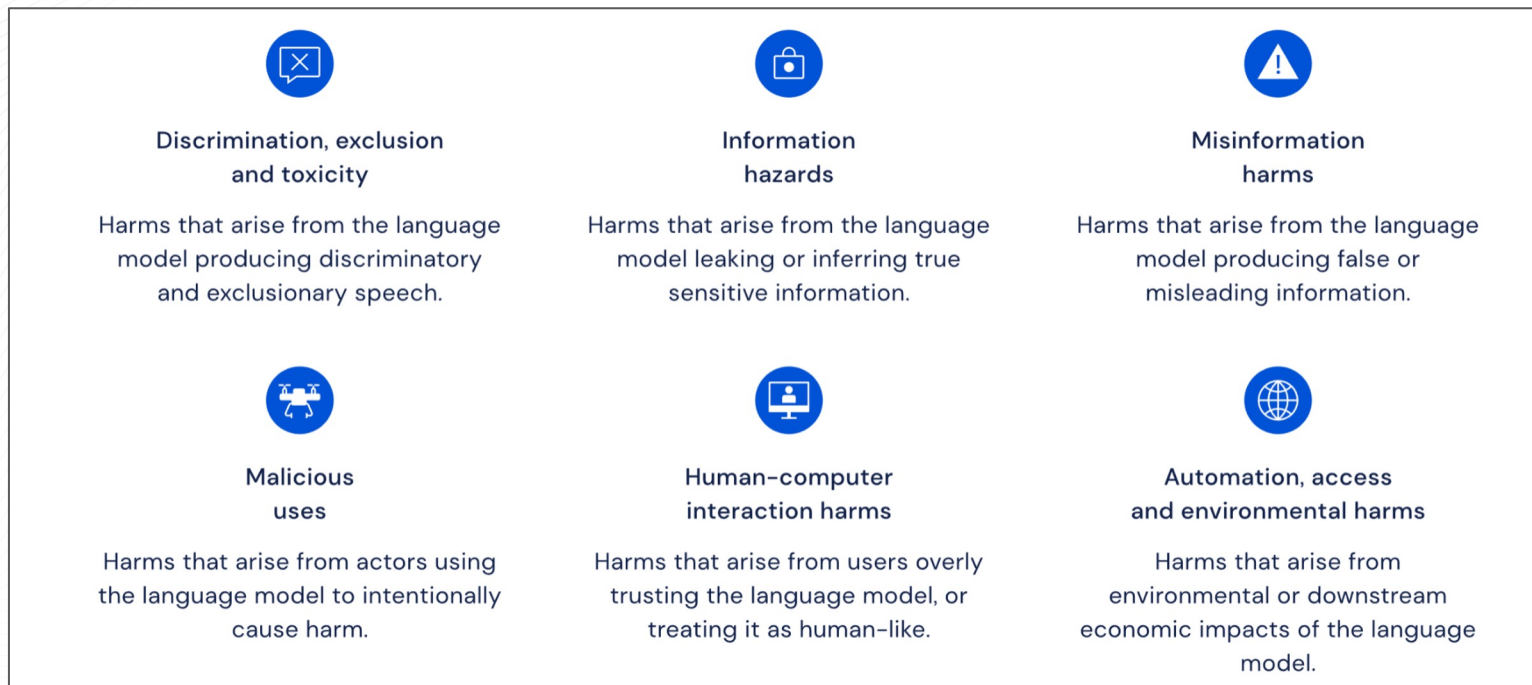 Discrimination, exclusion
and toxicity
Harms that arise from the language
model producing discriminatory
and exclusionary speech.
Information
hazards
Harms that arise from the language
model leaking or inferring true
sensitive information.
Misinformation
harms
Harms that arise from the language
model producing false or
misleading information.
Malicious
uses
Harms that arise from actors using
the language model to intentionally
cause harm.
Human-computer
interaction harms
Harms that arise from users overly
trusting the language model, or
treating it as human-like.
Automation, access
and environmental harms
Harms that arise from
environmental or downstream
economic impacts of the language
model.